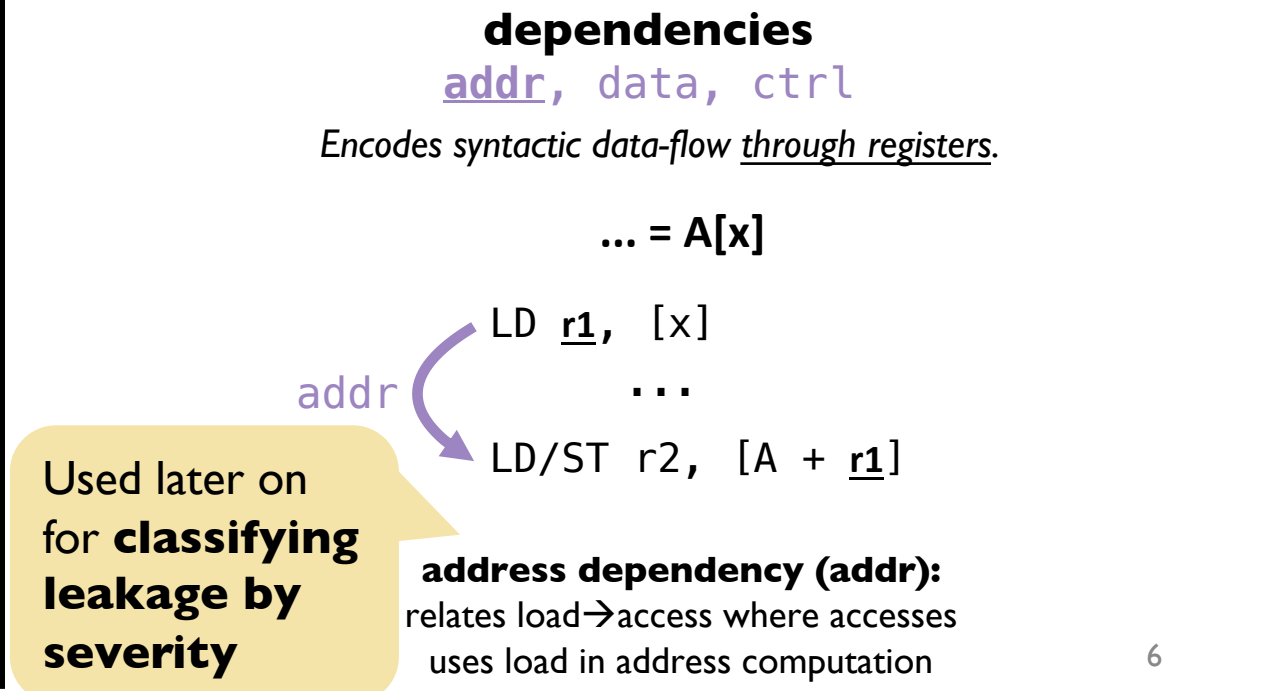 dependencies
addr, data, ctrl
Encodes syntactic data-flow through registers.
... = A[x]
LD r1, [x]
addr
...
LD/ST r2, [A + r1]
Used later on
for classifying
leakage by
severity
address dependency (addr):
relates load→access where accesses
uses load in address computation
6